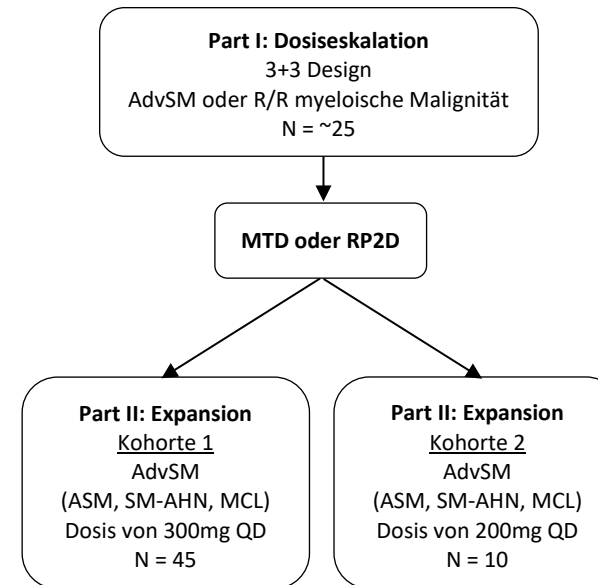 Part I: Dosiseskalation
3+3 Design
AdvSM oder R/R myeloische Malignität
N = ~25
MTD oder RP2D
Part II: Expansion
Kohorte 1
AdvSM
(ASM, SM-AHN, MCL)
Dosis von 300mg QD
N = 45
Part II: Expansion
Kohorte 2
AdvSM
(ASM, SM-AHN, MCL)
Dosis von 200mg QD
N = 10